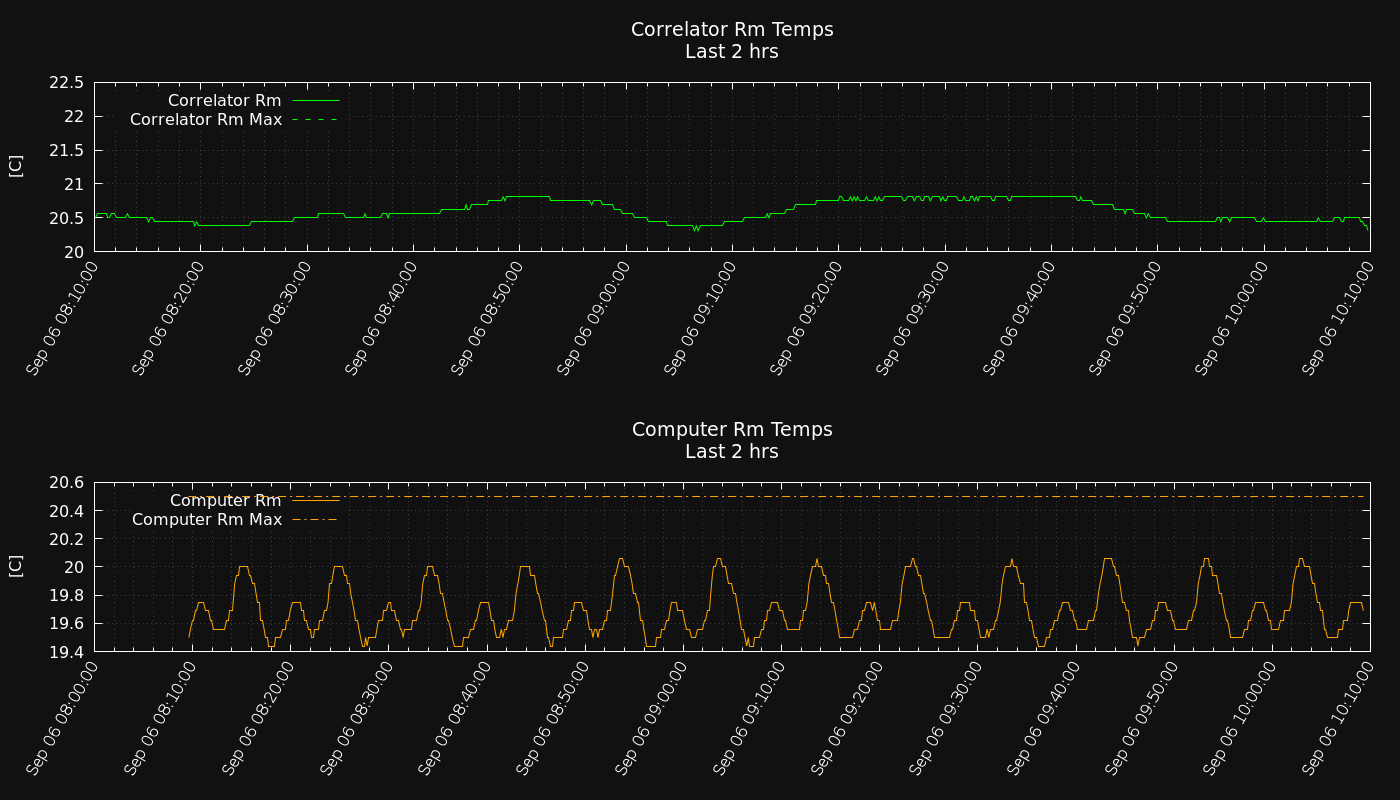 Correlator Rm Temps
Last 2 hrs
[C]
22.5
22
21.5
21
20.5
20
Correlator Rm
Correlator Rm Max
Sep 06 08:10:00
Sep 06 08:20:00
Sep 06 08:30:00
Sep 06 08:40:00
Sep 06 08:50:00
Sep 06 09:00:00
Sep 06 09:10:00
Sep 06 09:20:00
Sep 06 09:30:00
Sep 06 09:40:00
Sep 06 09:50:00
Sep 06 10:00:00
Sep 06 10:10:00
Computer Rm Temps
Last 2 hrs
[C]
20.6
20.4
20.2
20
19.8
19.6
19.4
Computer Rm
Computer Rm Max
Sep 06 08:00:00
Sep 06 08:10:00
Sep 06 08:20:00
Sep 06 08:30:00
Sep 06 08:40:00
Sep 06 08:50:00
Sep 06 09:00:00
Sep 06 09:10:00
Sep 06 09:20:00
Sep 06 09:30:00
Sep 06 09:40:00
Sep 06 09:50:00
Sep 06 10:00:00
Sep 06 10:10:00